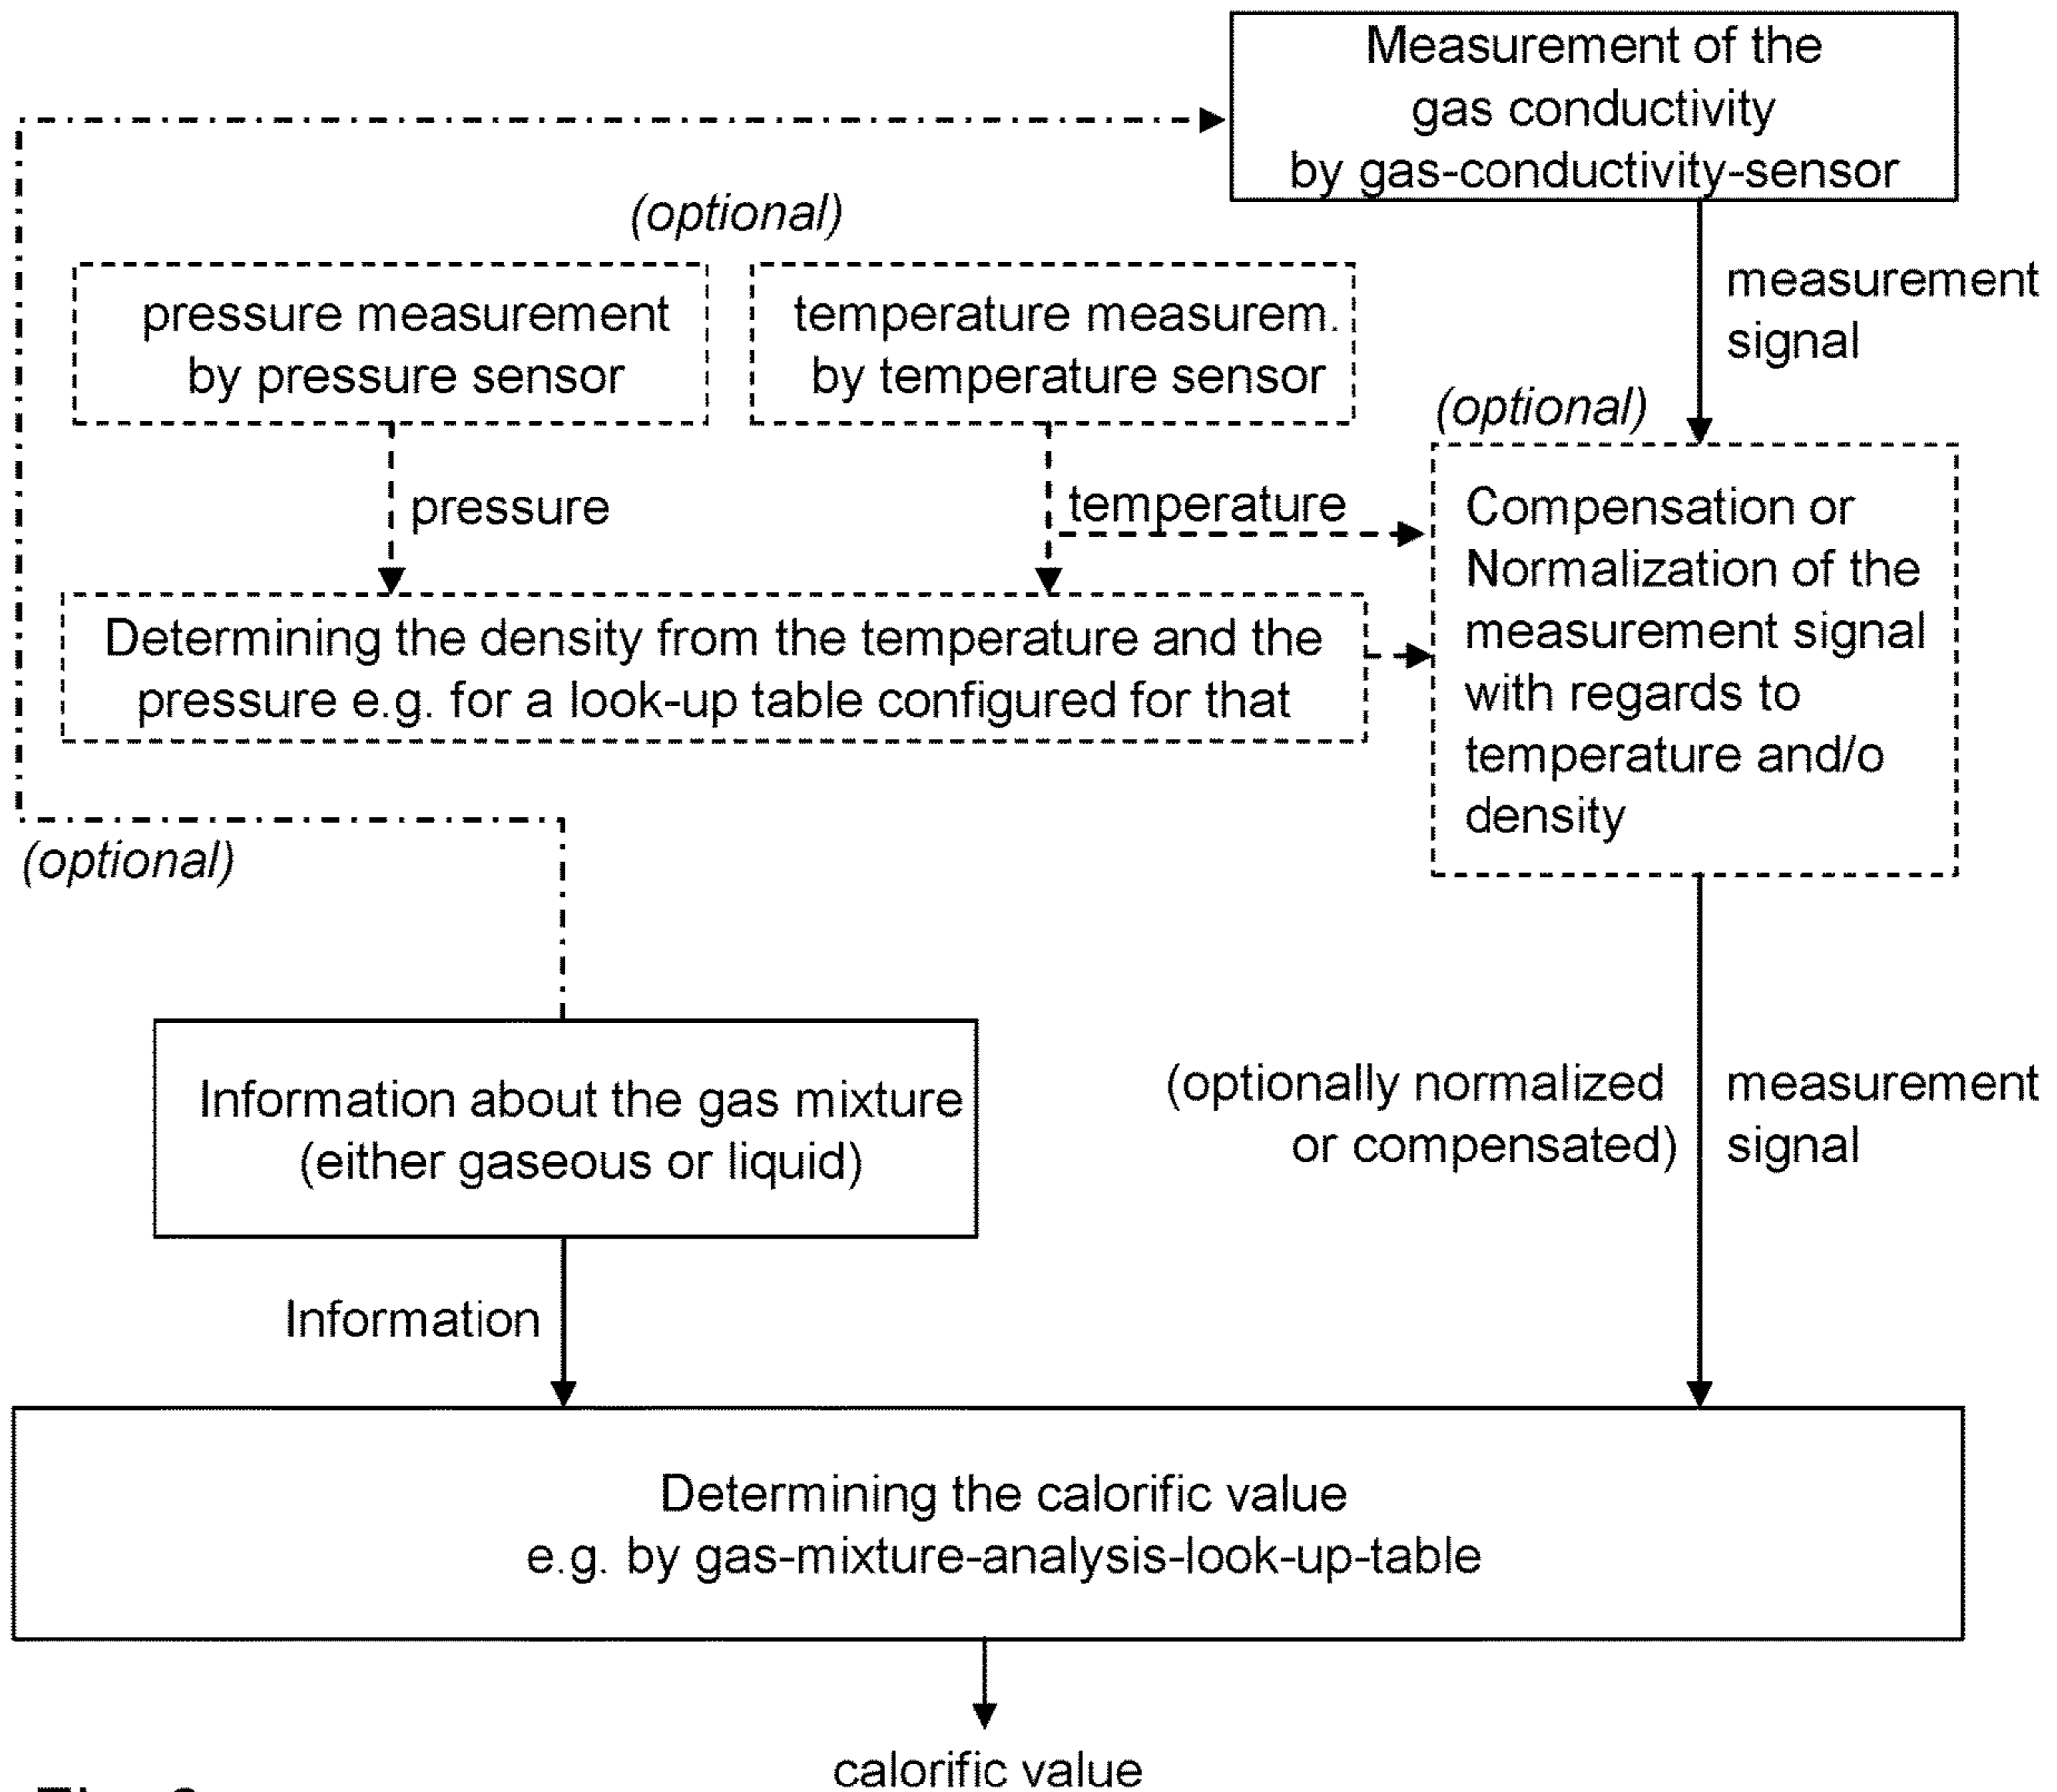 Measurement of the
gas conductivity
by gas-conductivity-sensor
(optional)
pressure measurement
by pressure sensor
temperature measurem.
by temperature sensor
measurement
signal
(optional)
pressure
temperature
Compensation or
Normalization of the
measurement signal
with regards to
temperature and/o
density
Determining the density from the temperature and the
pressure e.g. for a look-up table configured for that
(optional)
Information about the gas mixture
(either gaseous or liquid)
(optionally normalized
or compensated)
measurement
signal
Information
Determining the calorific value
e.g. by gas-mixture-analysis-look-up-table
calorific value